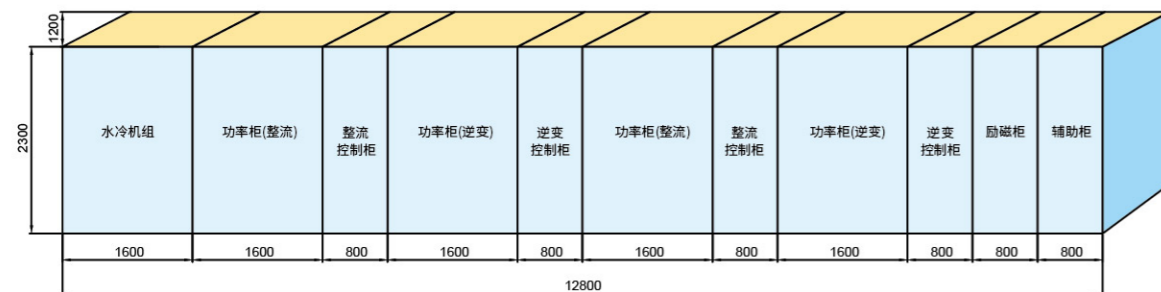 1200
2300
水冷机组
功率柜(整流)
整流
控制柜
功率柜(逆变)
逆变
控制柜
功率柜(整流)
整流
控制柜
功率柜(逆变)
逆变
控制柜
励磁柜
辅助柜
1600
1600
800
1600
800
1600
800
1600
800
800
800
12800